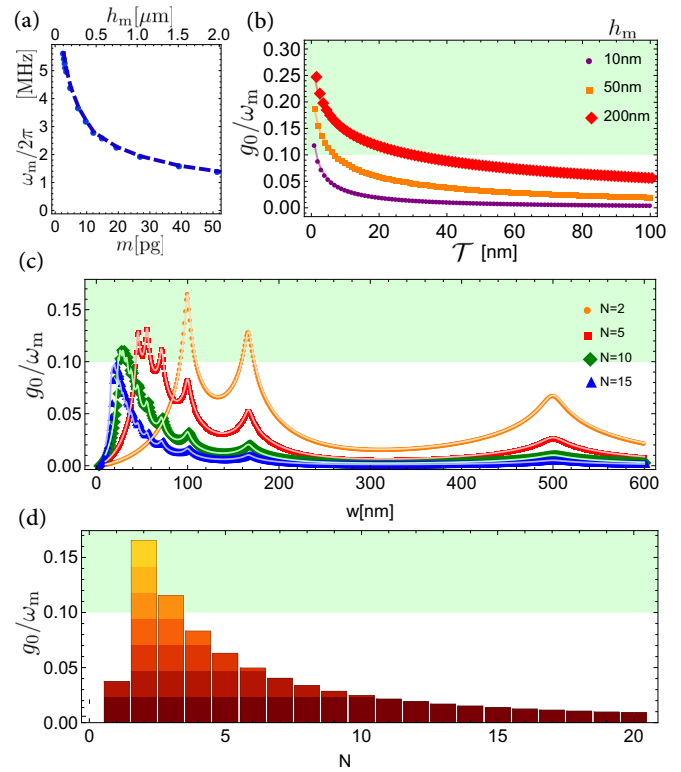 (a)
h_m[μm]
0.0 0.5 1.0 1.5 2.0
ω_m/2π [MHz]
6
5
4
3
2
1
0
0 10 20 30 40 50
m[pg]
(b)
h_m
10nm
50nm
200nm
g_0/ω_m
0.30
0.25
0.20
0.15
0.10
0.05
0.00
0 20 40 60 80 100
𝒯 [nm]
(c)
g_0/ω_m
0.15
0.10
0.05
0.00
N=2
N=5
N=10
N=15
0 100 200 300 400 500 600
w[nm]
(d)
g_0/ω_m
0.15
0.10
0.05
0.00
0 5 10 15 20
N